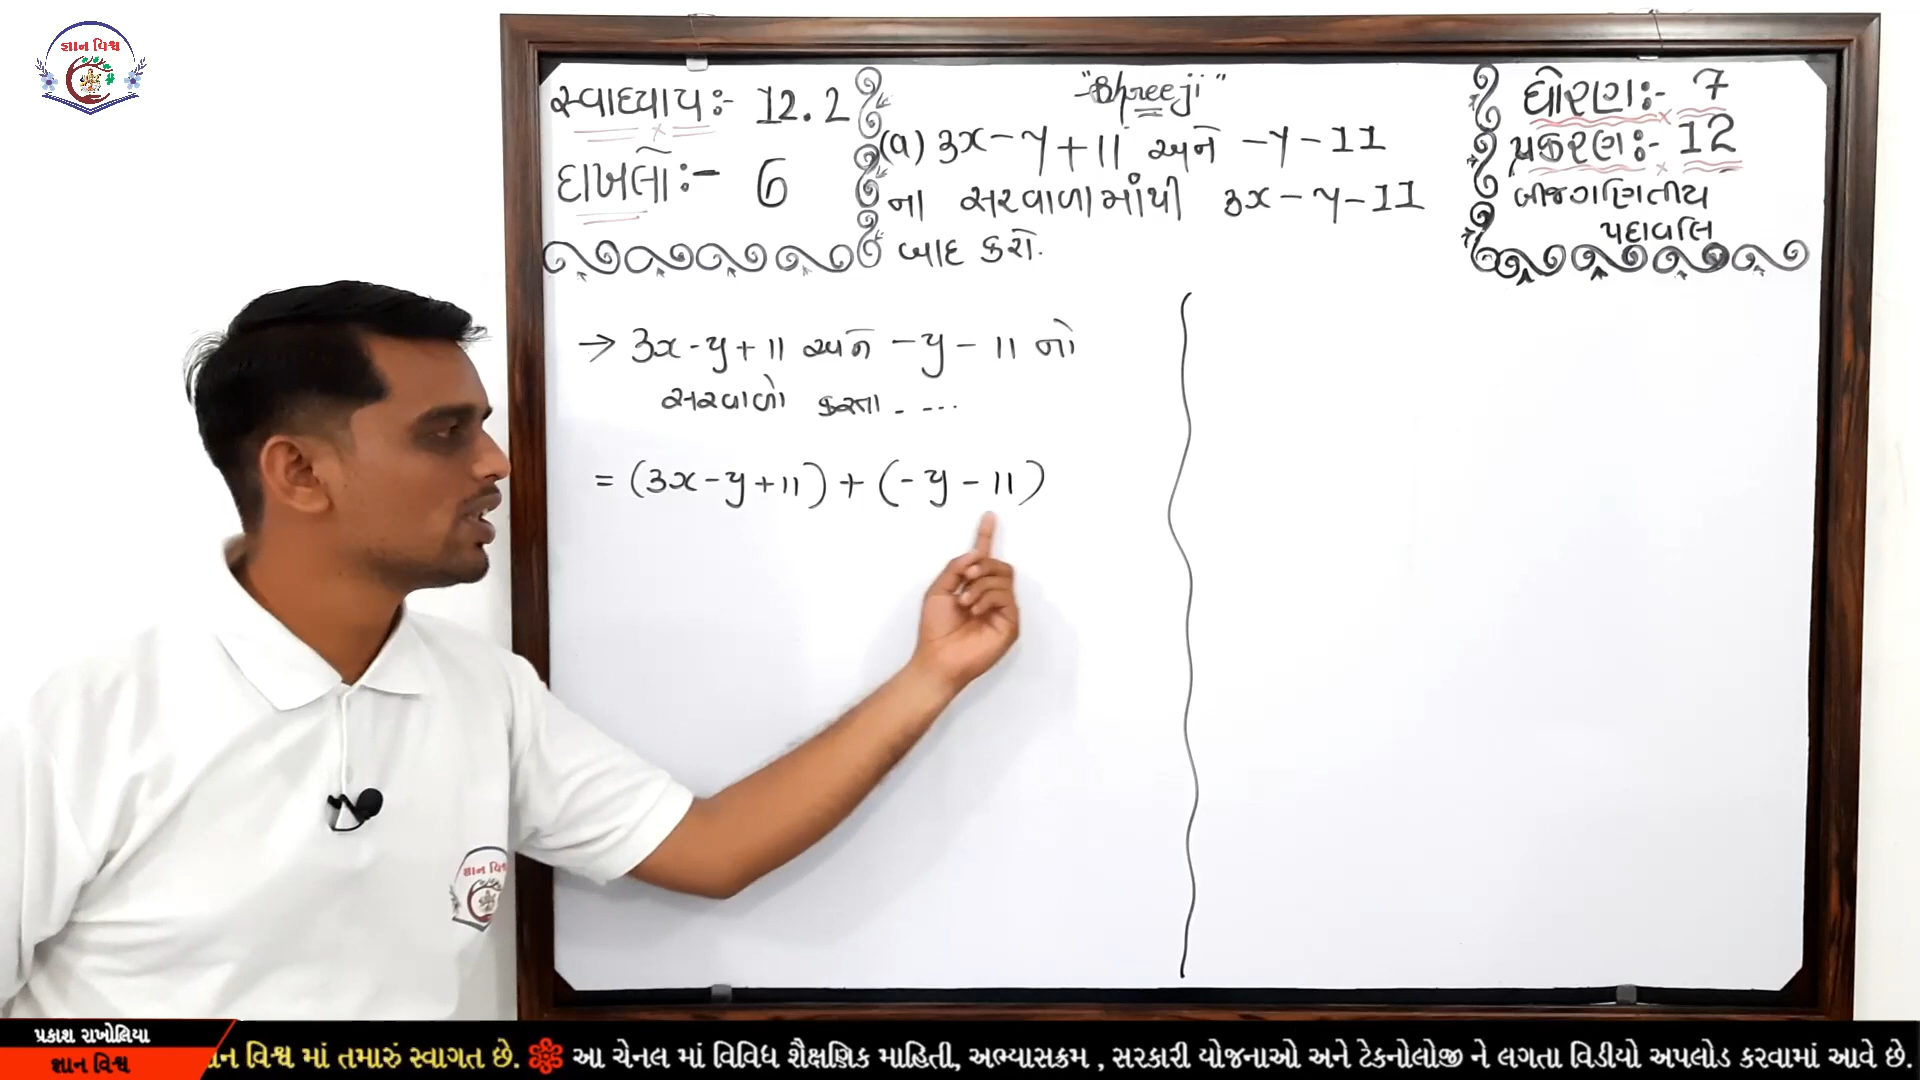 જ્ઞાન વિશ્વ
સ્વાધ્યાય:- 12.2
દાખલો:- 6
"Shreeji"
(a) 3x-y+11 અને -y-11
ના સરવાળામાંથી 3x-y-11
બાદ કરો.
ધોરણ:- 7
પ્રકરણ:- 12
બીજગણિતીય
પદાવલિ
→ 3x-y+11 અને -y-11 નો
સરવાળો કરતા. ....
= (3x-y+11)+(-y-11)
જ્ઞાન વિશ્વ
પ્રકાશ રાખોલિયા
જ્ઞાન વિશ્વ
ાન વિશ્વ માં તમારું સ્વાગત છે. આ ચેનલ માં વિવિધ શૈક્ષણિક માહિતી, અભ્યાસક્રમ , સરકારી યોજનાઓ અને ટેકનોલોજી ને લગતા વિડીયો અપલોડ કરવામાં આવે છે.